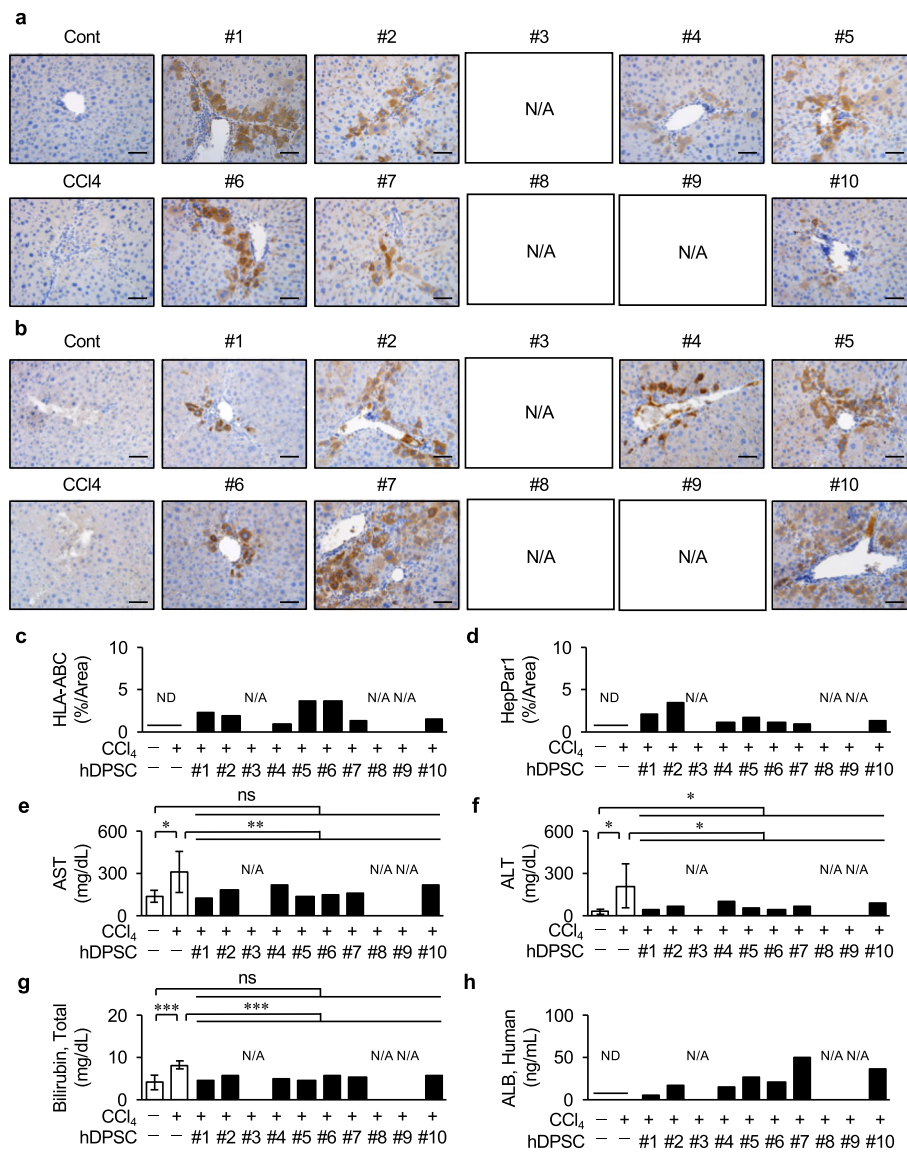 a
Cont #1 #2 #3 #4 #5
N/A
CCl4 #6 #7 #8 #9 #10
N/A N/A
b
Cont #1 #2 #3 #4 #5
N/A
CCl4 #6 #7 #8 #9 #10
N/A N/A
c
HLA-ABC
(%/Area)
10
5
0
ND N/A N/A N/A
CCl₄ – + + + + + + + + + + +
hDPSC – – #1 #2 #3 #4 #5 #6 #7 #8 #9 #10
d
HepPar1
(%/Area)
10
5
0
ND N/A N/A N/A
CCl₄ – + + + + + + + + + + +
hDPSC – – #1 #2 #3 #4 #5 #6 #7 #8 #9 #10
e
AST
(mg/dL)
600
300
0
ns
* **
N/A N/A N/A
CCl₄ – + + + + + + + + + + +
hDPSC – – #1 #2 #3 #4 #5 #6 #7 #8 #9 #10
f
ALT
(mg/dL)
600
300
0
*
* *
N/A N/A N/A
CCl₄ – + + + + + + + + + + +
hDPSC – – #1 #2 #3 #4 #5 #6 #7 #8 #9 #10
g
Bilirubin, Total
(mg/dL)
20
10
0
ns
*** ***
N/A N/A N/A
CCl₄ – + + + + + + + + + + +
hDPSC – – #1 #2 #3 #4 #5 #6 #7 #8 #9 #10
h
ALB, Human
(ng/mL)
100
50
0
ND N/A N/A N/A
CCl₄ – + + + + + + + + + + +
hDPSC – – #1 #2 #3 #4 #5 #6 #7 #8 #9 #10